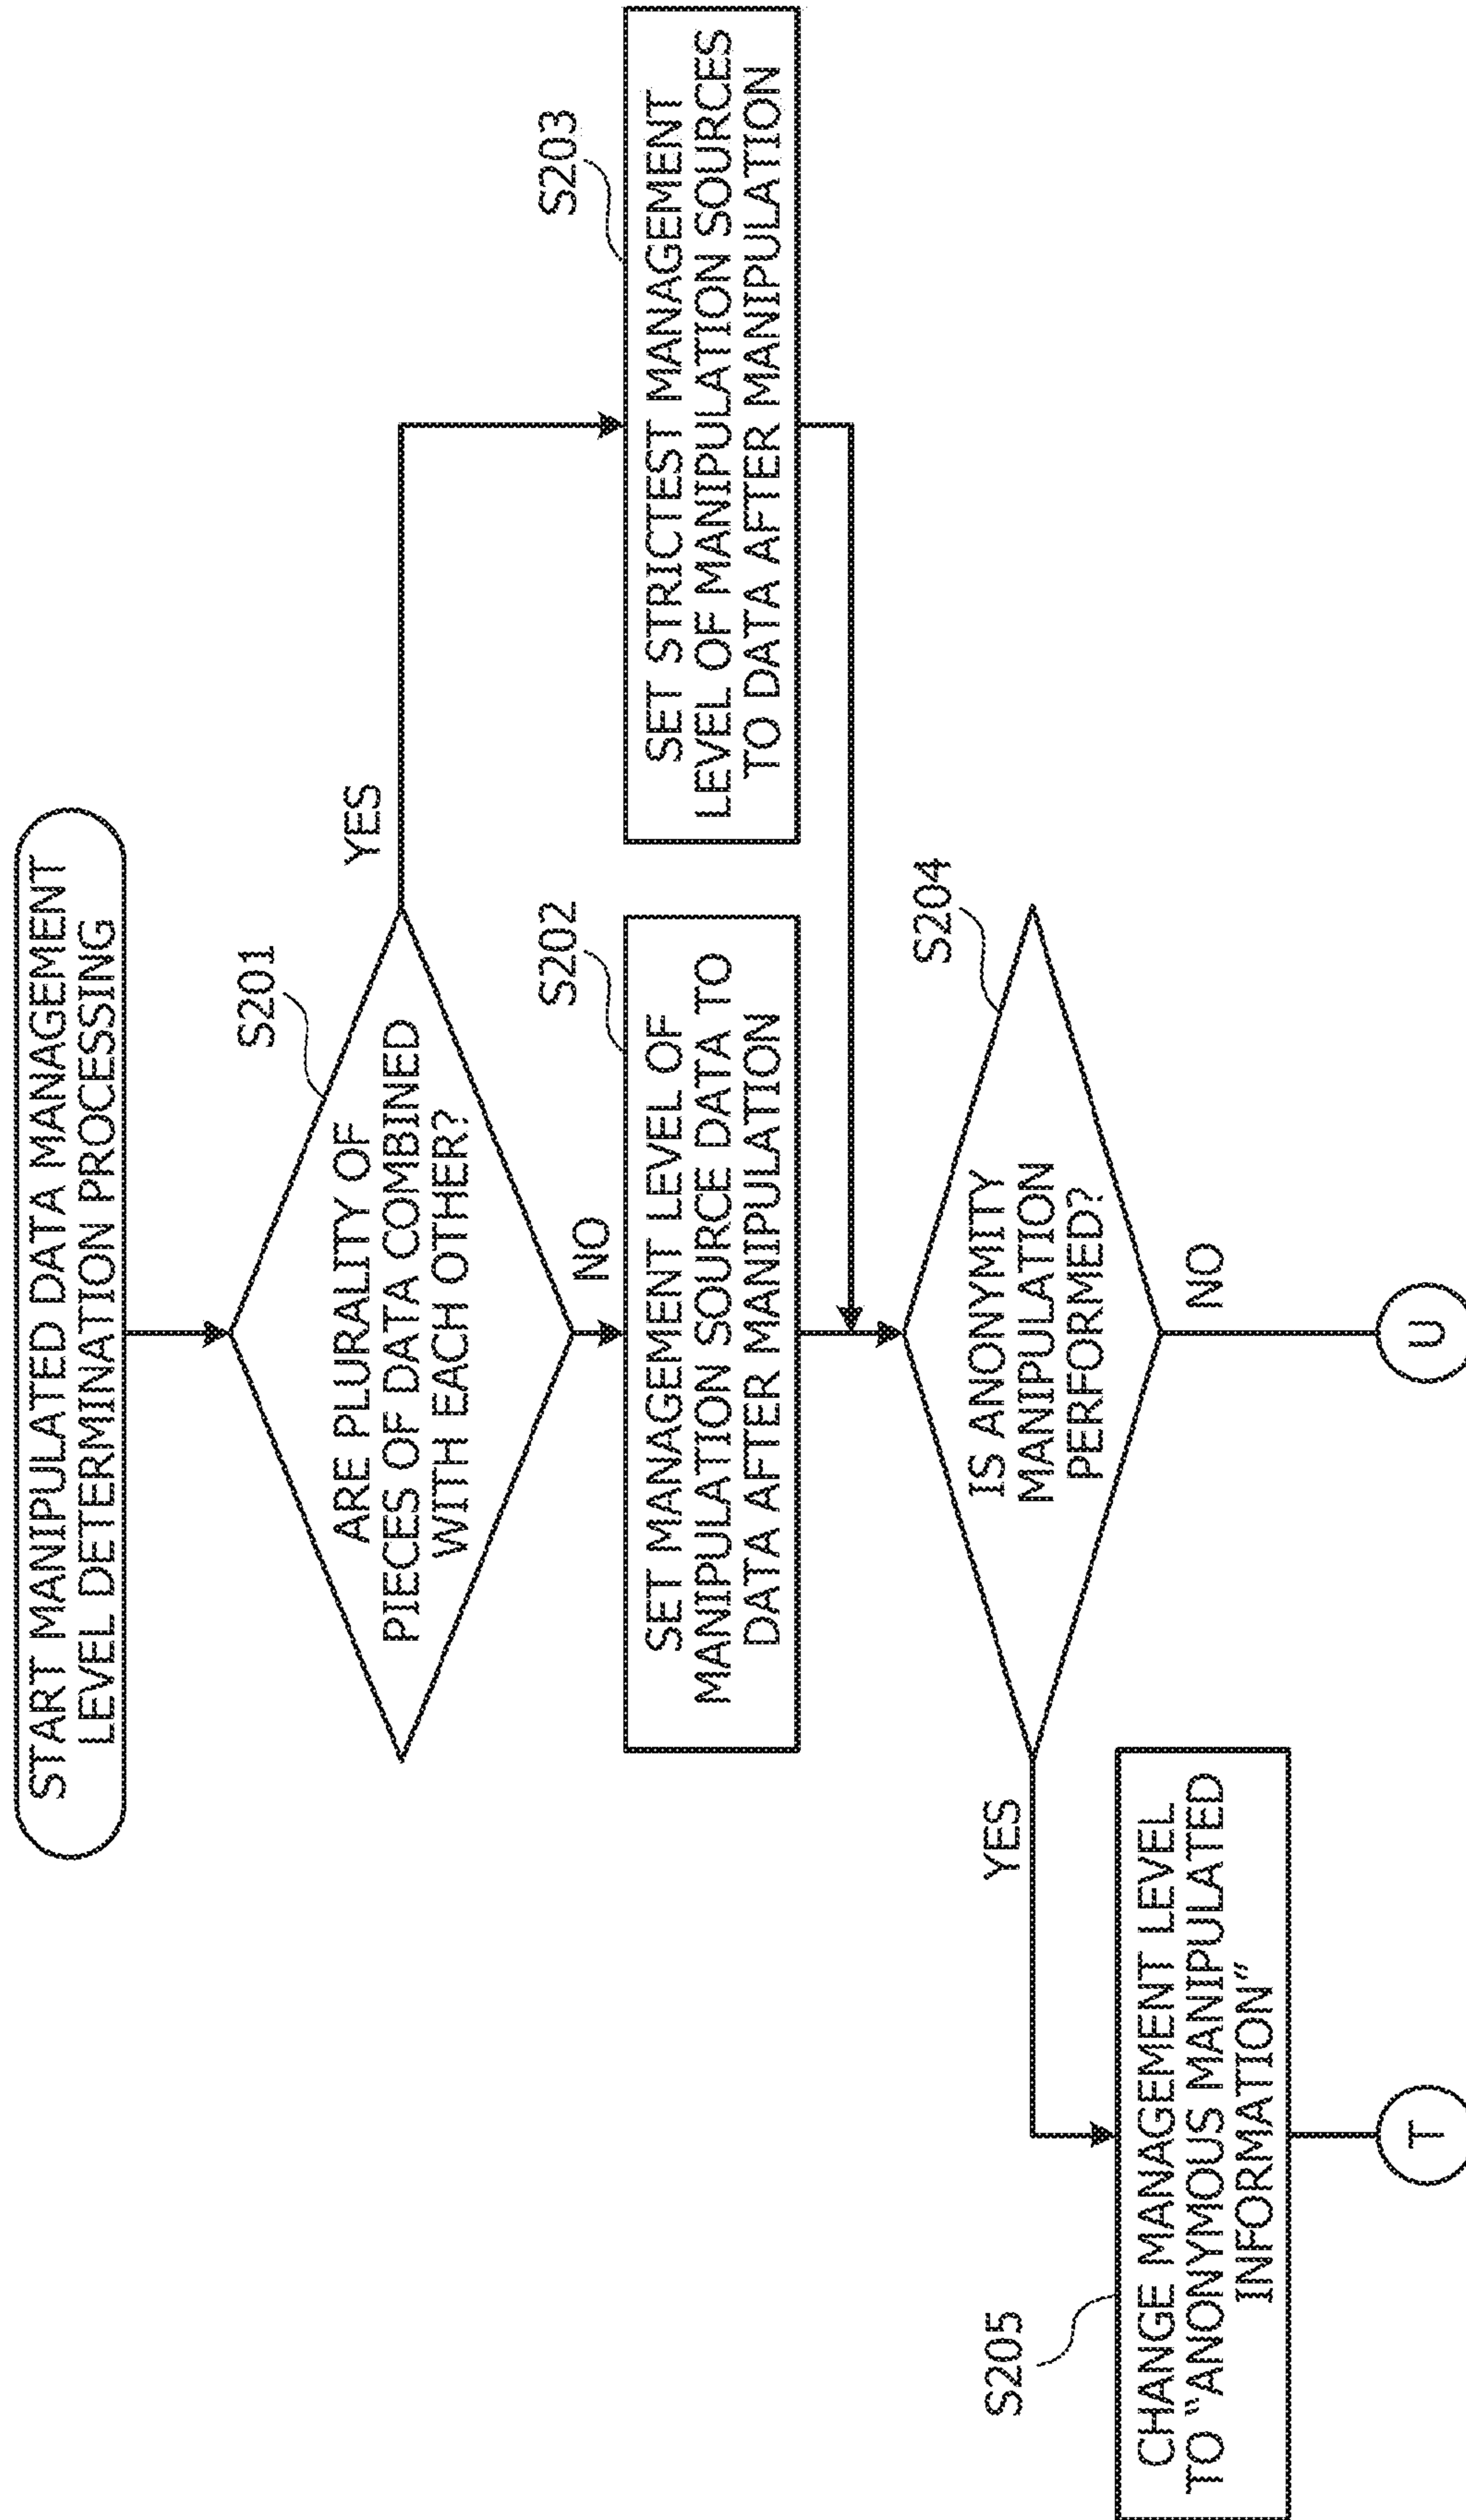 START MANIPULATED DATA MANAGEMENT
LEVEL DETERMINATION PROCESSING
S201
ARE PLURALITY OF
PIECES OF DATA COMBINED
WITH EACH OTHER?
YES
NO
S202
SET MANAGEMENT LEVEL OF
MANIPULATION SOURCE DATA TO
DATA AFTER MANIPULATION
S203
SET STRICTEST MANAGEMENT
LEVEL OF MANIPULATION SOURCES
TO DATA AFTER MANIPULATION
S204
IS ANONYMITY
MANIPULATION
PERFORMED?
YES
NO
S205
CHANGE MANAGEMENT LEVEL
TO “ANONYMOUS MANIPULATED
INFORMATION”
T
U